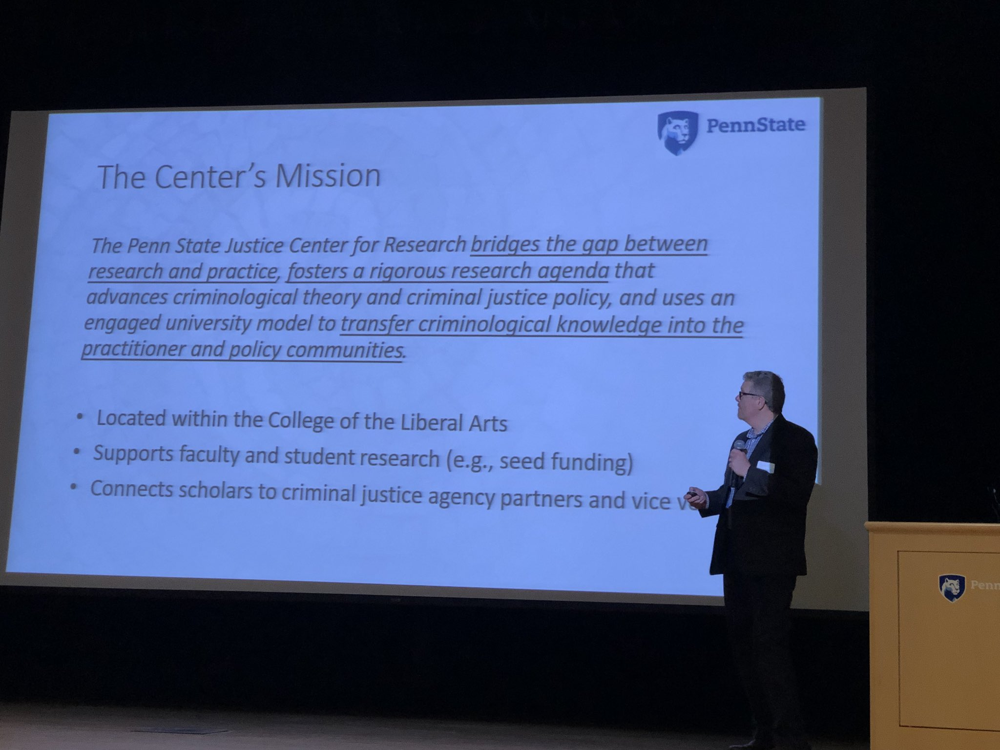 PennState
The Center's Mission
The Penn State Justice Center for Research bridges the gap between
research and practice, fosters a rigorous research agenda that
advances criminological theory and criminal justice policy, and uses an
engaged university model to transfer criminological knowledge into the
practitioner and policy communities.
• Located within the College of the Liberal Arts
• Supports faculty and student research (e.g., seed funding)
• Connects scholars to criminal justice agency partners and vice
Penn